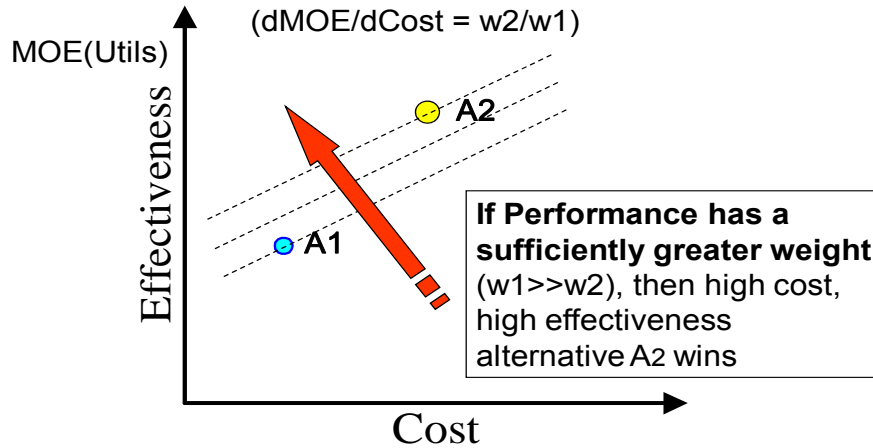 (dMOE/dCost = w2/w1)
MOE(Utils)
Effectiveness
A2
A1
If Performance has a
sufficiently greater weight
(w1>>w2), then high cost,
high effectiveness
alternative A2 wins
Cost